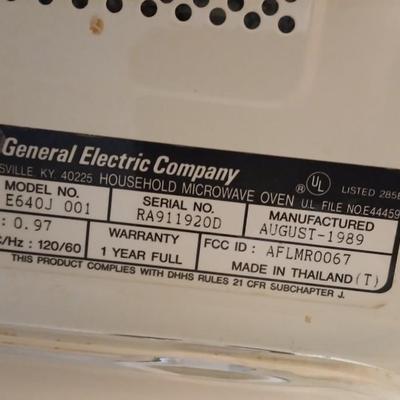 General Electric Company
SVILLE, KY. 40225 HOUSEHOLD MICROWAVE OVEN
UL
LISTED 285E
U.L. FILE NO.E44459
MODEL NO.
E640J 001
SERIAL NO.
RA911920D
MANUFACTURED
AUGUST-1989
: 0.97
C/Hz: 120/60
WARRANTY
1 YEAR FULL
FCC ID: AFLMR0067
MADE IN THAILAND (T)
THIS PRODUCT COMPLIES WITH DHHS RULES 21 CFR SUBCHAPTER J.